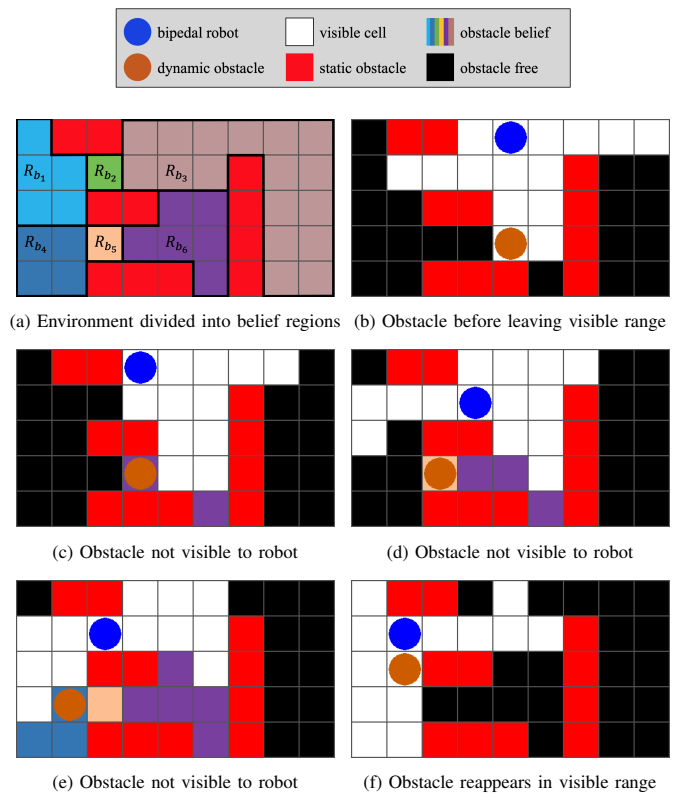 bipedal robot visible cell obstacle belief
dynamic obstacle static obstacle obstacle free
R_{b_1} R_{b_2} R_{b_3}
R_{b_4} R_{b_5} R_{b_6}
(a) Environment divided into belief regions (b) Obstacle before leaving visible range
(c) Obstacle not visible to robot (d) Obstacle not visible to robot
(e) Obstacle not visible to robot (f) Obstacle reappears in visible range